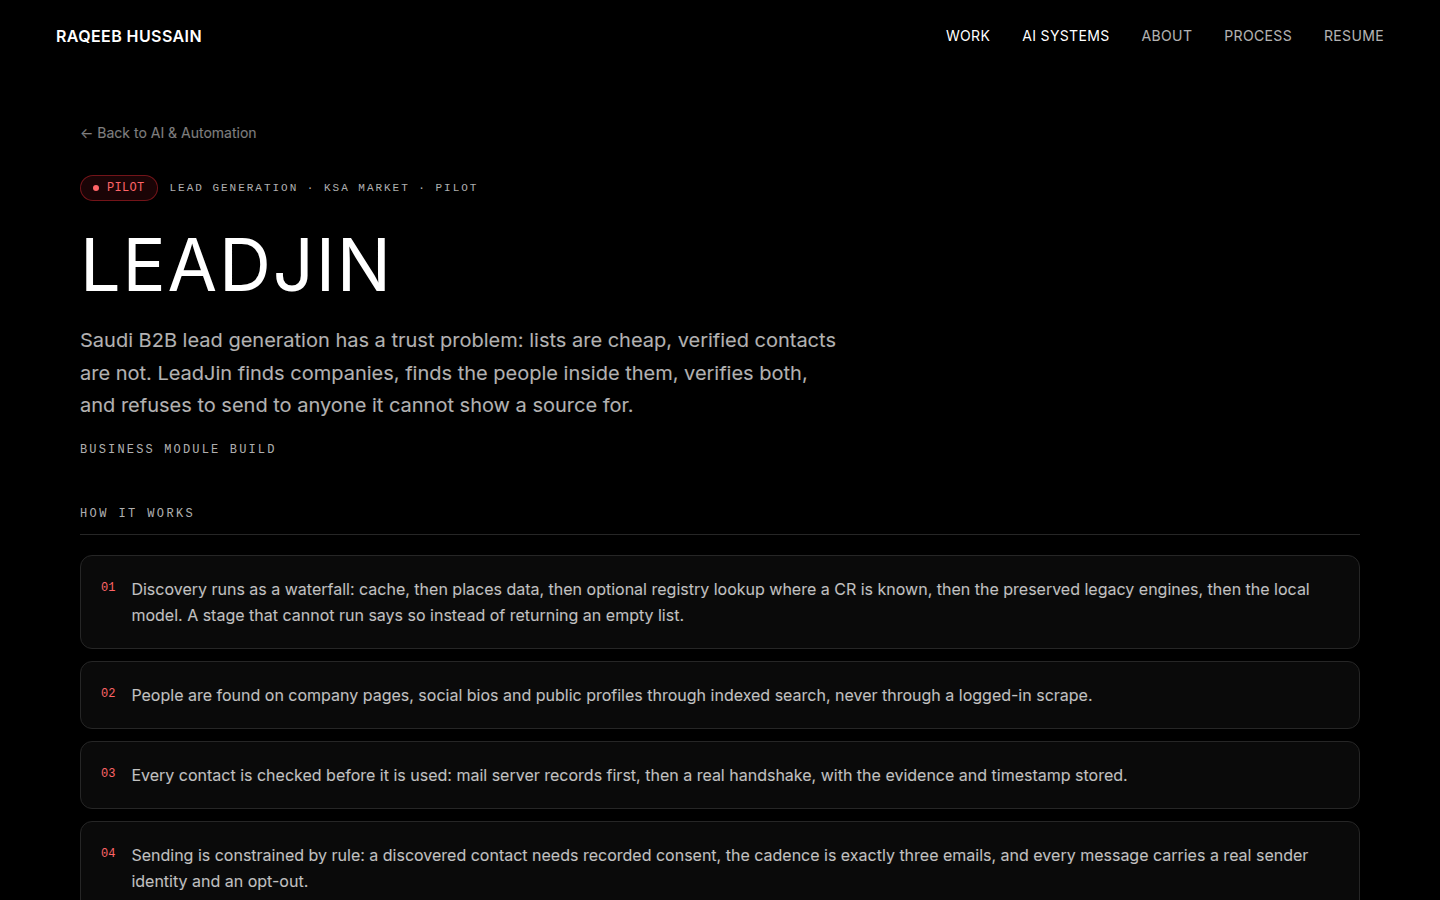 RAQEEB HUSSAIN
WORK
AI SYSTEMS
ABOUT
PROCESS
RESUME
← Back to AI & Automation
PILOT
LEAD GENERATION · KSA MARKET · PILOT
LEADJIN
Saudi B2B lead generation has a trust problem: lists are cheap, verified contacts
are not. LeadJin finds companies, finds the people inside them, verifies both,
and refuses to send to anyone it cannot show a source for.
BUSINESS MODULE BUILD
HOW IT WORKS
01
Discovery runs as a waterfall: cache, then places data, then optional registry lookup where a CR is known, then the preserved legacy engines, then the local
model. A stage that cannot run says so instead of returning an empty list.
02
People are found on company pages, social bios and public profiles through indexed search, never through a logged-in scrape.
03
Every contact is checked before it is used: mail server records first, then a real handshake, with the evidence and timestamp stored.
04
Sending is constrained by rule: a discovered contact needs recorded consent, the cadence is exactly three emails, and every message carries a real sender
identity and an opt-out.